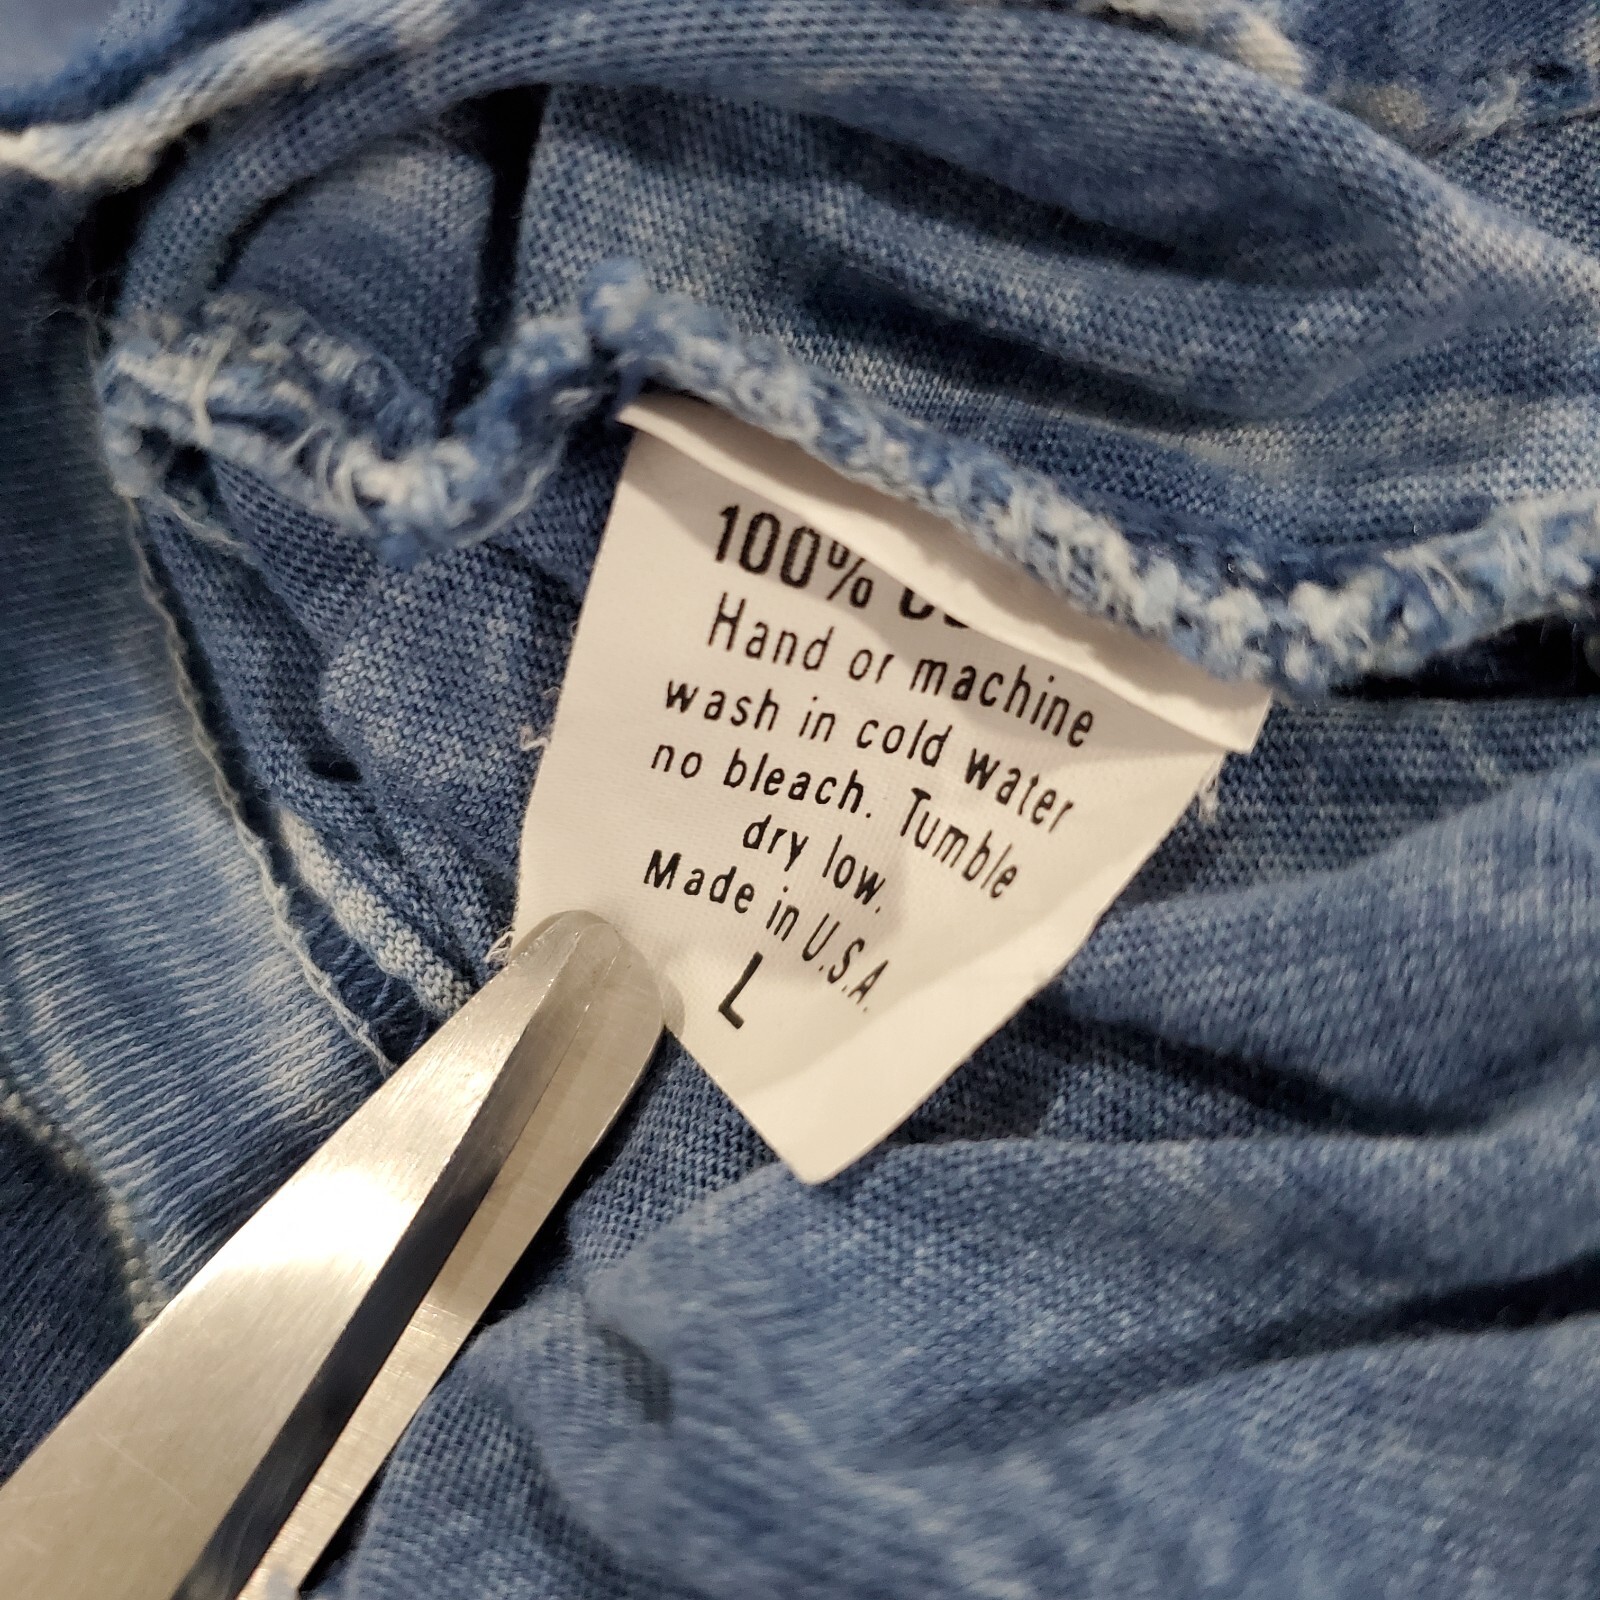 100%
Hand or machine
wash in cold water
no bleach. Tumble
dry low.
Made in U.S.A.
L